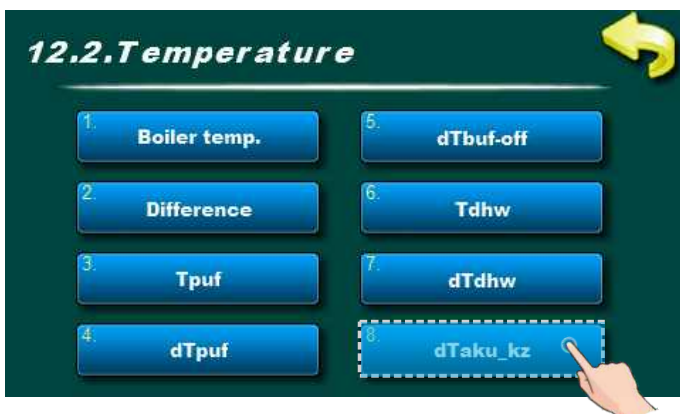 12.2.Temperature
1. Boiler temp.
2. Difference
3. Tpuf
4. dTpuf
5. dTbuf-off
6. Tdhw
7. dTdhw
8. dTaku_kz